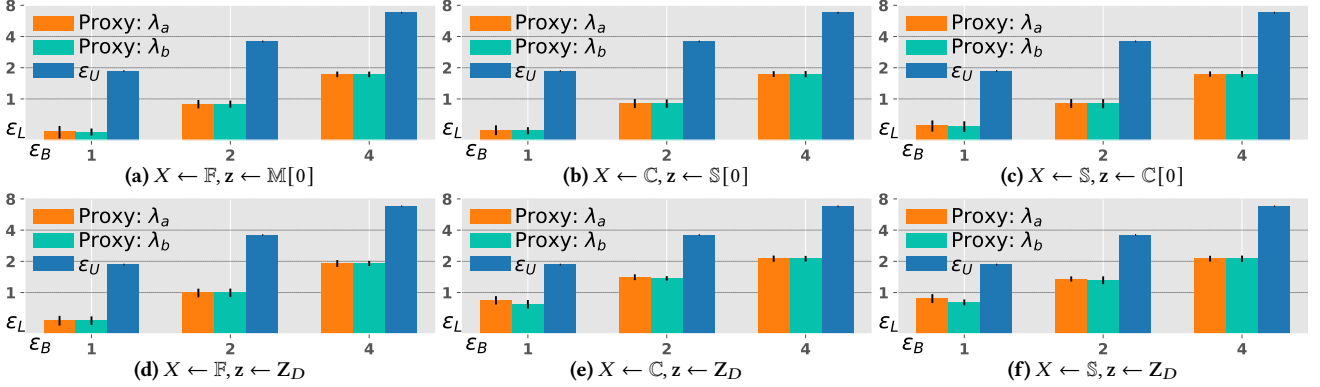 8
4
2
1
Proxy: λa
Proxy: λb
εU
εL
εB
1
2
4
(a) X ← 𝔽, z ← 𝕄[0]
8
4
2
1
Proxy: λa
Proxy: λb
εU
εL
εB
1
2
4
(b) X ← ℂ, z ← 𝕊[0]
8
4
2
1
Proxy: λa
Proxy: λb
εU
εL
εB
1
2
4
(c) X ← 𝕊, z ← ℂ[0]
8
4
2
1
Proxy: λa
Proxy: λb
εU
εL
εB
1
2
4
(d) X ← 𝔽, z ← ZD
8
4
2
1
Proxy: λa
Proxy: λb
εU
εL
εB
1
2
4
(e) X ← ℂ, z ← ZD
8
4
2
1
Proxy: λa
Proxy: λb
εU
εL
εB
1
2
4
(f) X ← 𝕊, z ← ZD